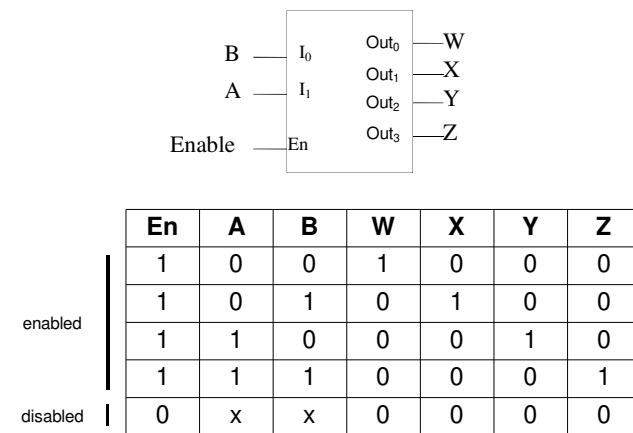 B I₀ Out₀ W
Out₁ X
A I₁
Out₂ Y
Enable En Out₃ Z
En A B W X Y Z
1 0 0 1 0 0 0
1 0 1 0 1 0 0
enabled
1 1 0 0 0 1 0
1 1 1 0 0 0 1
disabled 0 x x 0 0 0 0